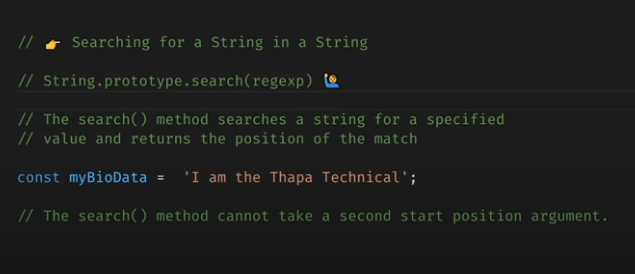 // 👉 Searching for a String in a String
// String.prototype.search(regexp) 🙋
// The search() method searches a string for a specified
// value and returns the position of the match
const myBioData =  'I am the Thapa Technical';
// The search() method cannot take a second start position argument.